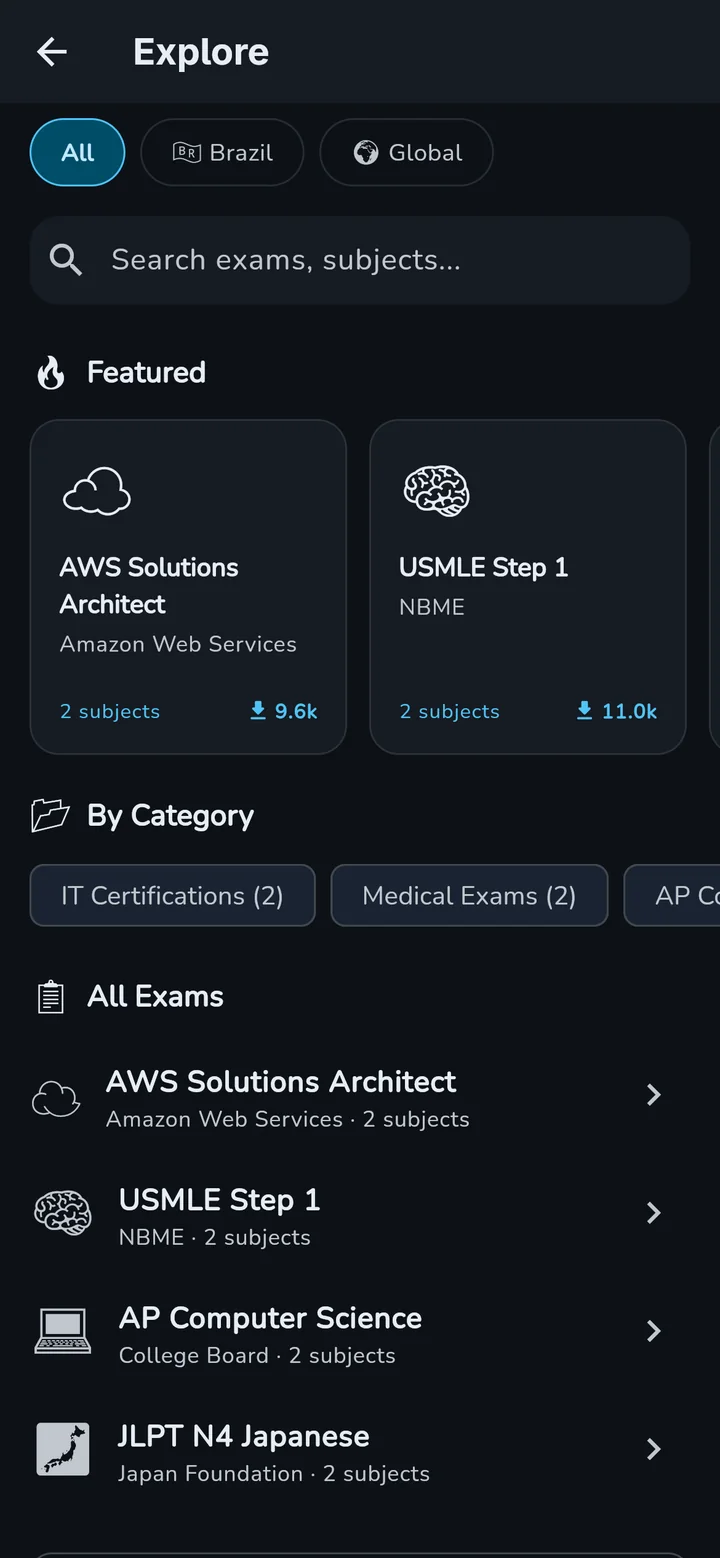 Explore
All
BR Brazil
Global
Search exams, subjects...
Featured
AWS Solutions
Architect
Amazon Web Services
2 subjects
9.6k
USMLE Step 1
NBME
2 subjects
11.0k
By Category
IT Certifications (2)
Medical Exams (2)
AP Co
All Exams
AWS Solutions Architect
Amazon Web Services · 2 subjects
USMLE Step 1
NBME · 2 subjects
AP Computer Science
College Board · 2 subjects
JLPT N4 Japanese
Japan Foundation · 2 subjects